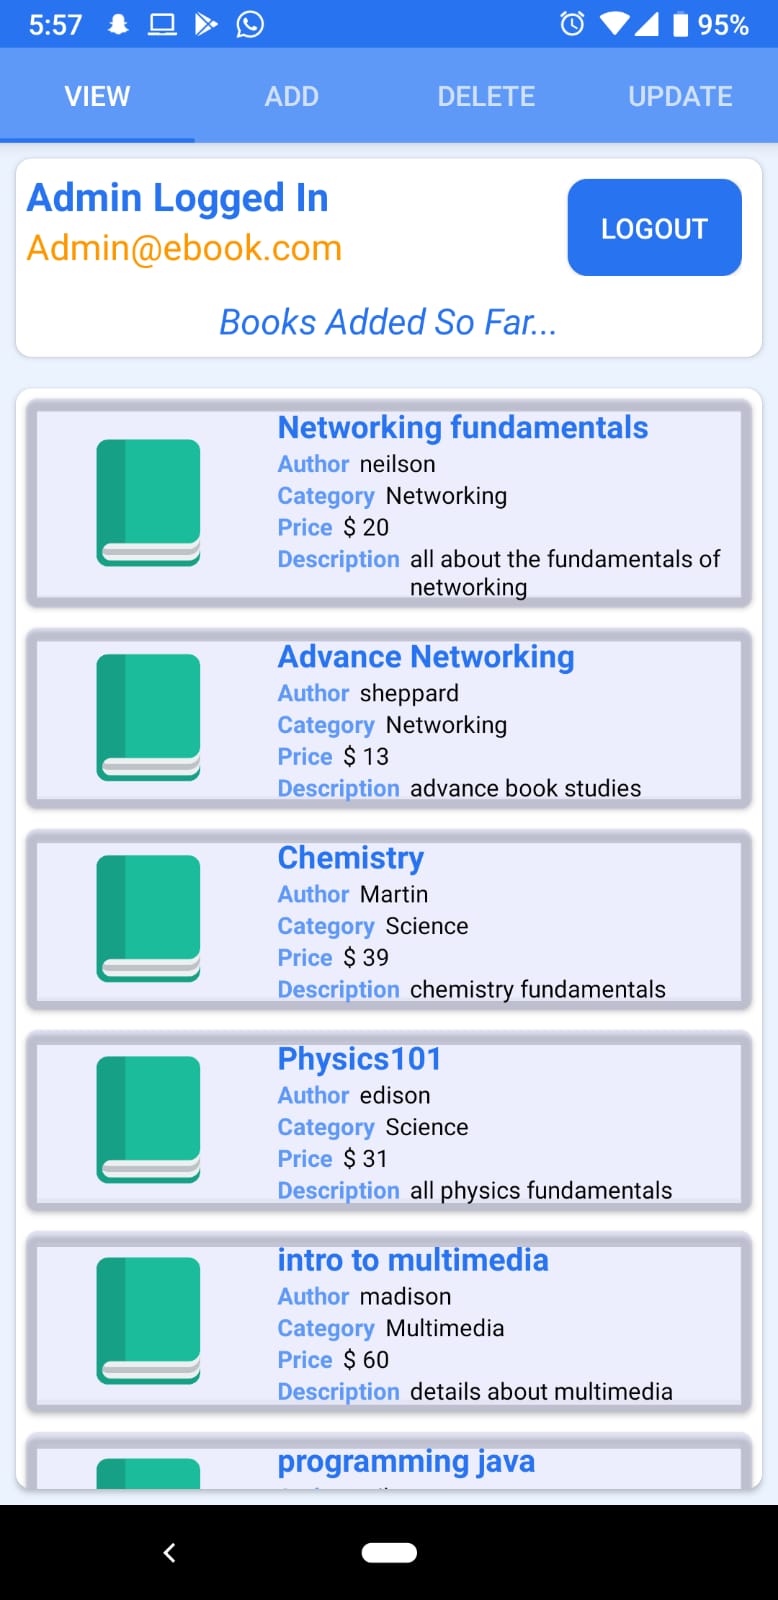 5:57 95%
VIEW ADD DELETE UPDATE
Admin Logged In
Admin@ebook.com
LOGOUT
Books Added So Far...
Networking fundamentals
Author neilson
Category Networking
Price $ 20
Description all about the fundamentals of
networking
Advance Networking
Author sheppard
Category Networking
Price $ 13
Description advance book studies
Chemistry
Author Martin
Category Science
Price $ 39
Description chemistry fundamentals
Physics101
Author edison
Category Science
Price $ 31
Description all physics fundamentals
intro to multimedia
Author madison
Category Multimedia
Price $ 60
Description details about multimedia
programming java